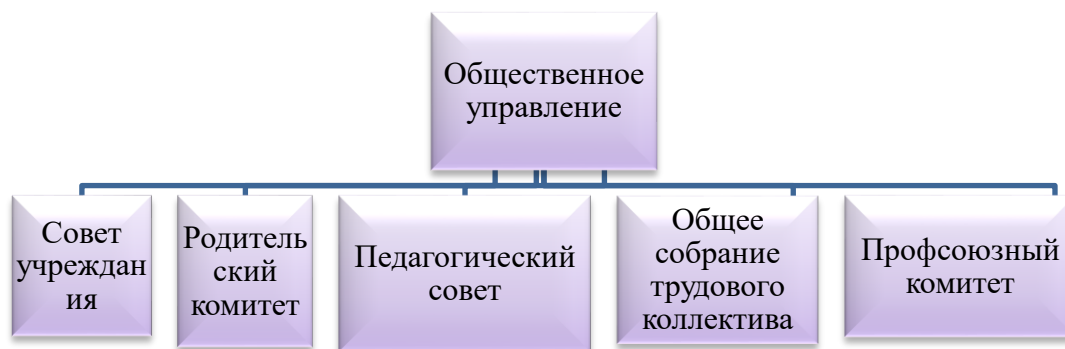 Общественное
управление
Совет
учреждан
ия
Родитель
ский
комитет
Педагогический
совет
Общее
собрание
трудового
коллектива
Профсоюзный
комитет